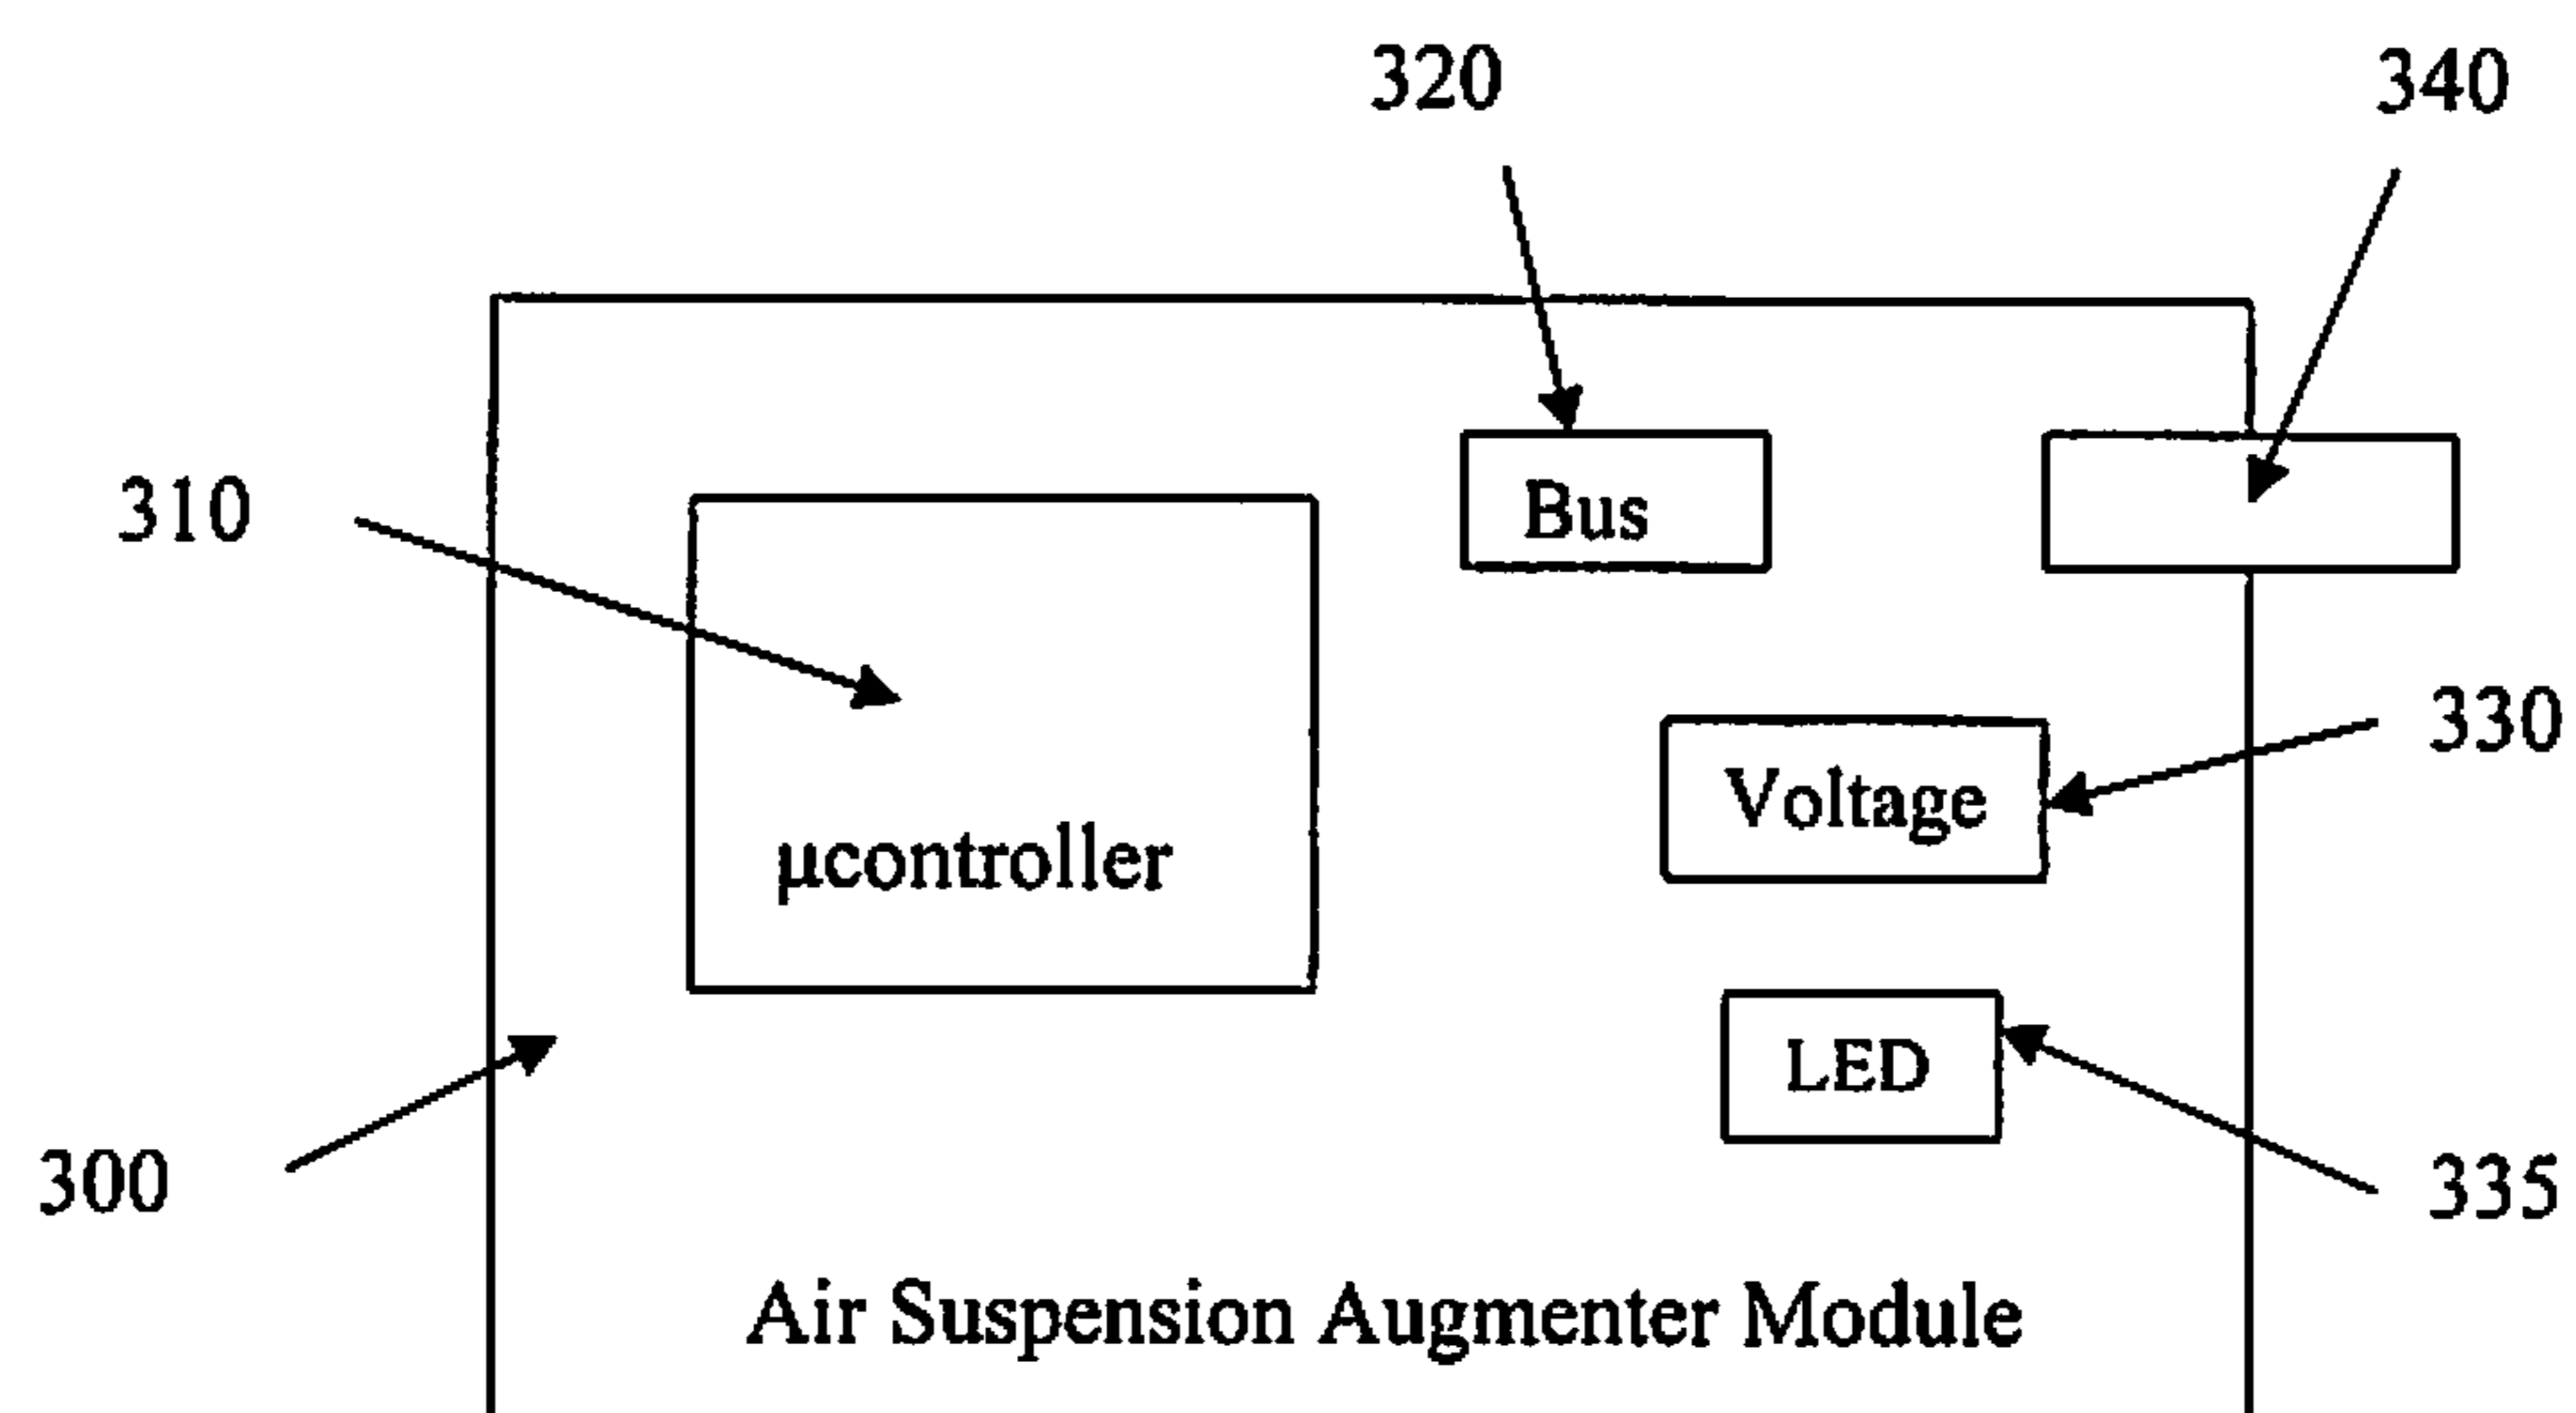 320
340
310
Bus
330
Voltage
µcontroller
LED
300
335
Air Suspension Augmenter Module